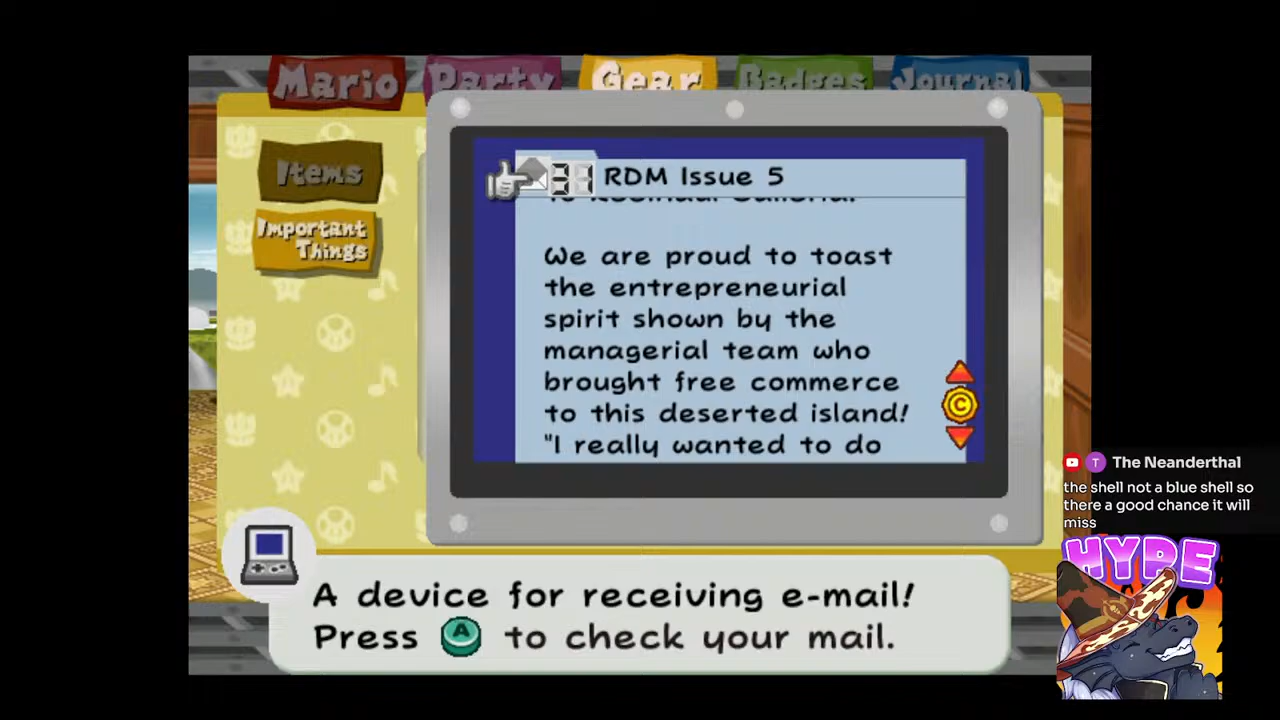 Mario Party Gear Badges Journal
Items
Important
Things
31 RDM Issue 5
We are proud to toast
the entrepreneurial
spirit shown by the
managerial team who
brought free commerce
to this deserted island!
"I really wanted to do
C
A device for receiving e-mail!
Press A to check your mail.
T The Neanderthal
the shell not a blue shell so
there a good chance it will
miss
HYPE